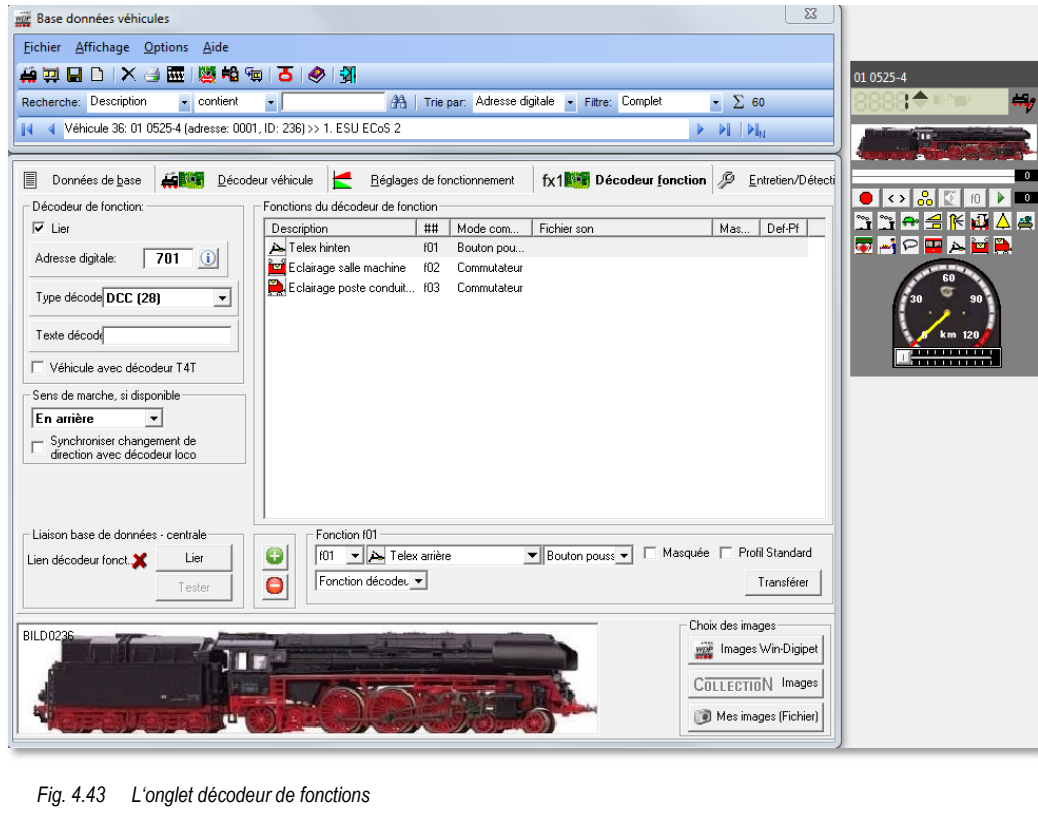 Base données véhicules
Fichier Affichage Options Aide
Recherche: Description contient Trie par: Adresse digitale Filtre: Complet Σ 60
Véhicule 36: 01 0525-4 (adresse: 0001, ID: 236) >> 1. ESU ECoS 2
Données de base Décodeur véhicule Réglages de fonctionnement fx1 Décodeur fonction Entretien/Détecti
Décodeur de fonction:
Lier
Adresse digitale: 701
Type décode DCC (28)
Texte décode
Véhicule avec décodeur T4T
Sens de marche, si disponible
En arrière
Synchroniser changement de
direction avec décodeur loco
Fonctions du décodeur de fonction
Description ## Mode com... Fichier son Mas... Def-Pf
Telex hinten f01 Bouton pou...
Eclairage salle machine f02 Commutateur
Eclairage poste conduit... f03 Commutateur
Liaison base de données - centrale
Lien décodeur fonct. Lier
Tester
Fonction f01
f01 Telex arrière Bouton pouss Masquée Profil Standard
Fonction décodeu Transférer
BILD0236
Choix des images
WDP Images Win-Digipet
COLLECTION Images
Mes images (Fichier)
01 0525-4
0
f0 0
30 60 90
0 km 120
Fig. 4.43 L'onglet décodeur de fonctions